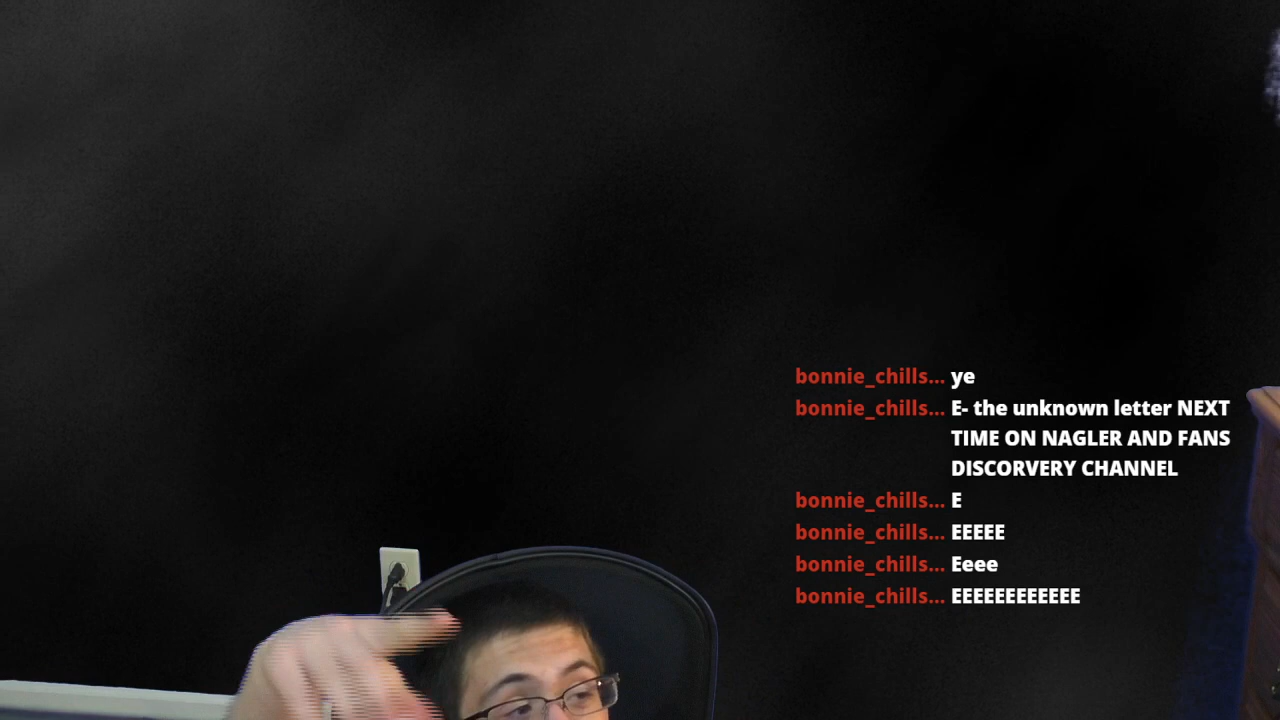 bonnie_chills... ye
bonnie_chills... E- the unknown letter NEXT
TIME ON NAGLER AND FANS
DISCORVERY CHANNEL
bonnie_chills... E
bonnie_chills... EEEEE
bonnie_chills... Eeee
bonnie_chills... EEEEEEEEEEEE